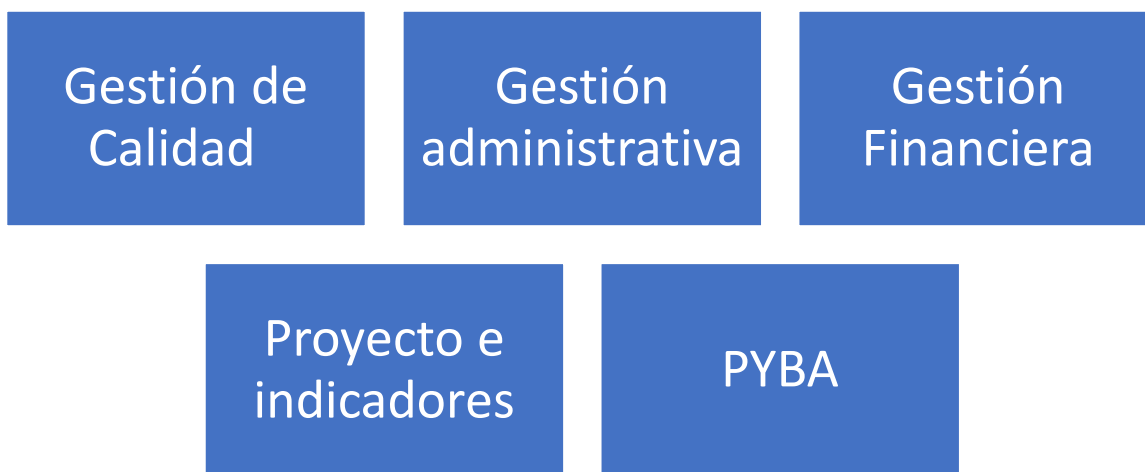 Gestión de
Calidad
Gestión
administrativa
Gestión
Financiera
Proyecto e
indicadores
PYBA